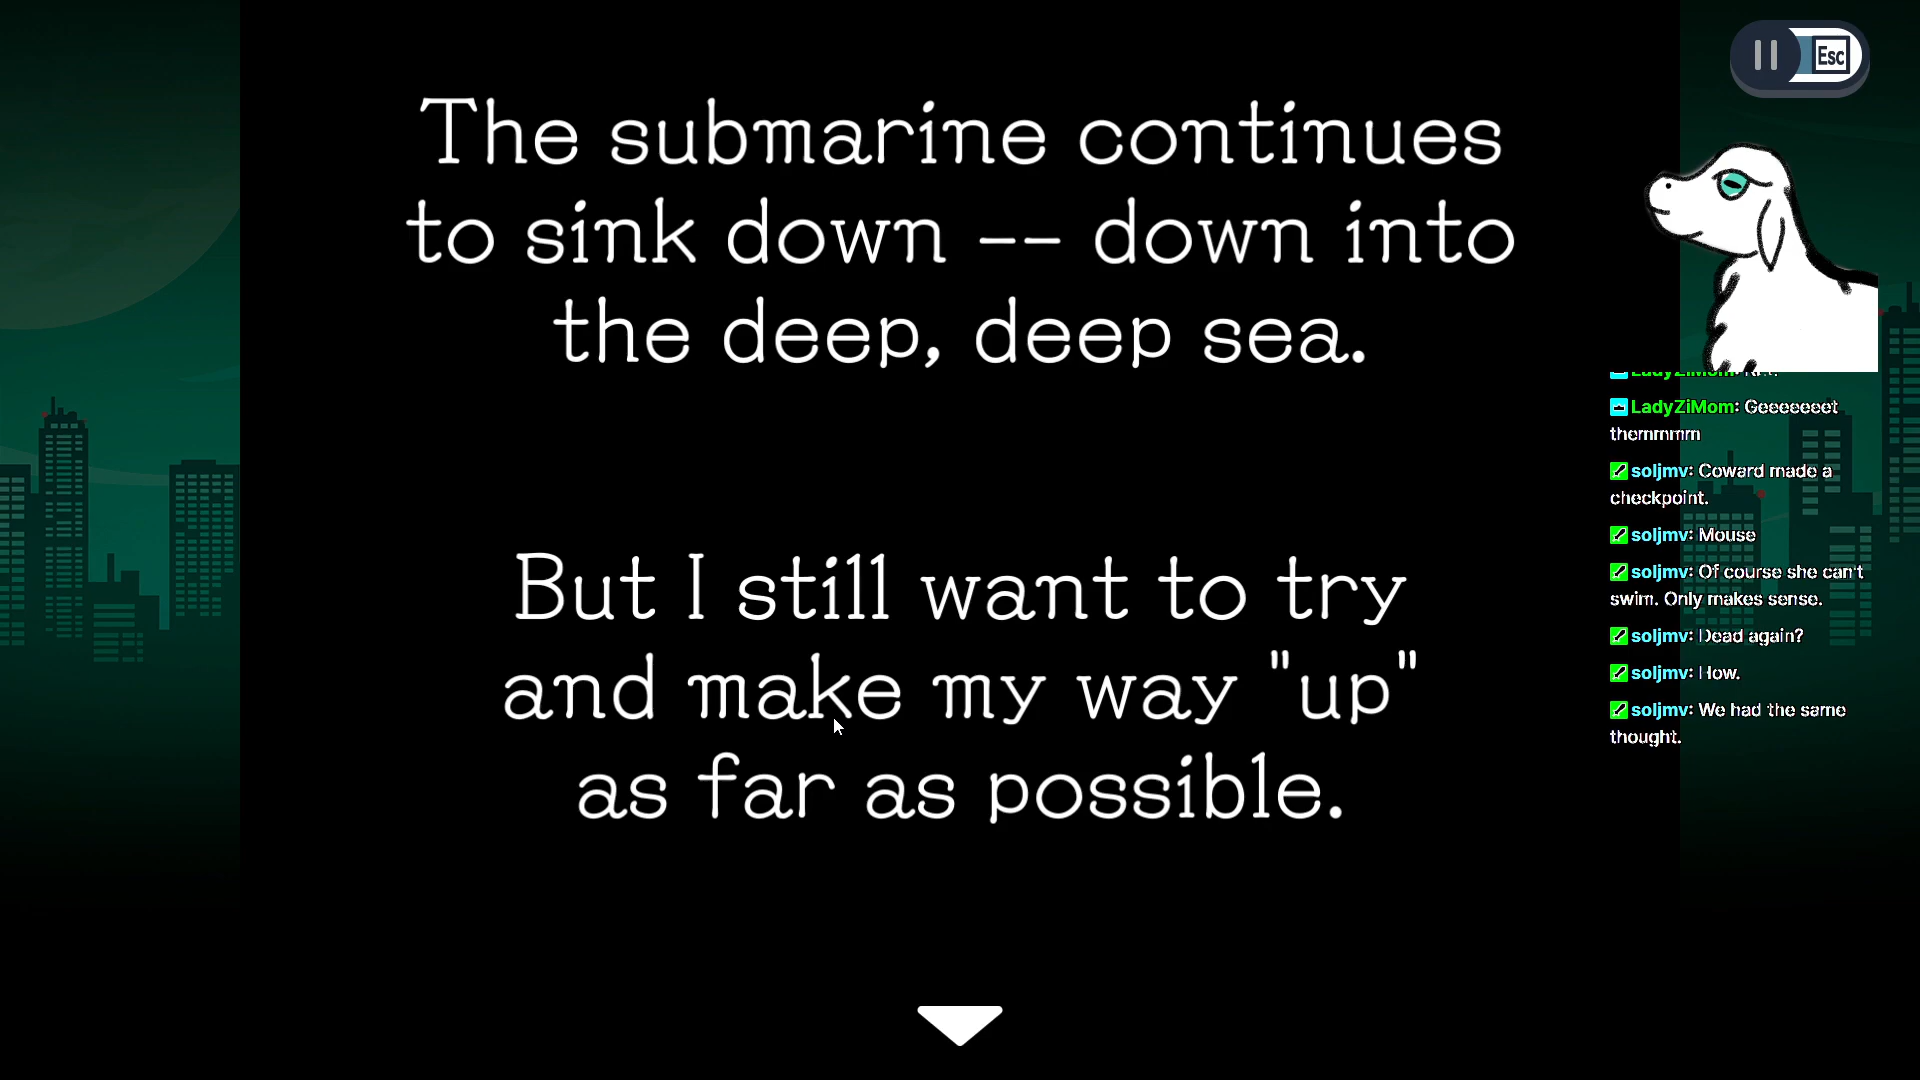 The submarine continues
to sink down -- down into
the deep, deep sea.
But I still want to try
and make my way "up"
as far as possible.
Esc
LadyZiMom:
LadyZiMom: Geeeeeeet
themmmm
soljmv: Coward made a
checkpoint.
soljmv: Mouse
soljmv: Of course she can't
swim. Only makes sense.
soljmv: Dead again?
soljmv: How.
soljmv: We had the same
thought.